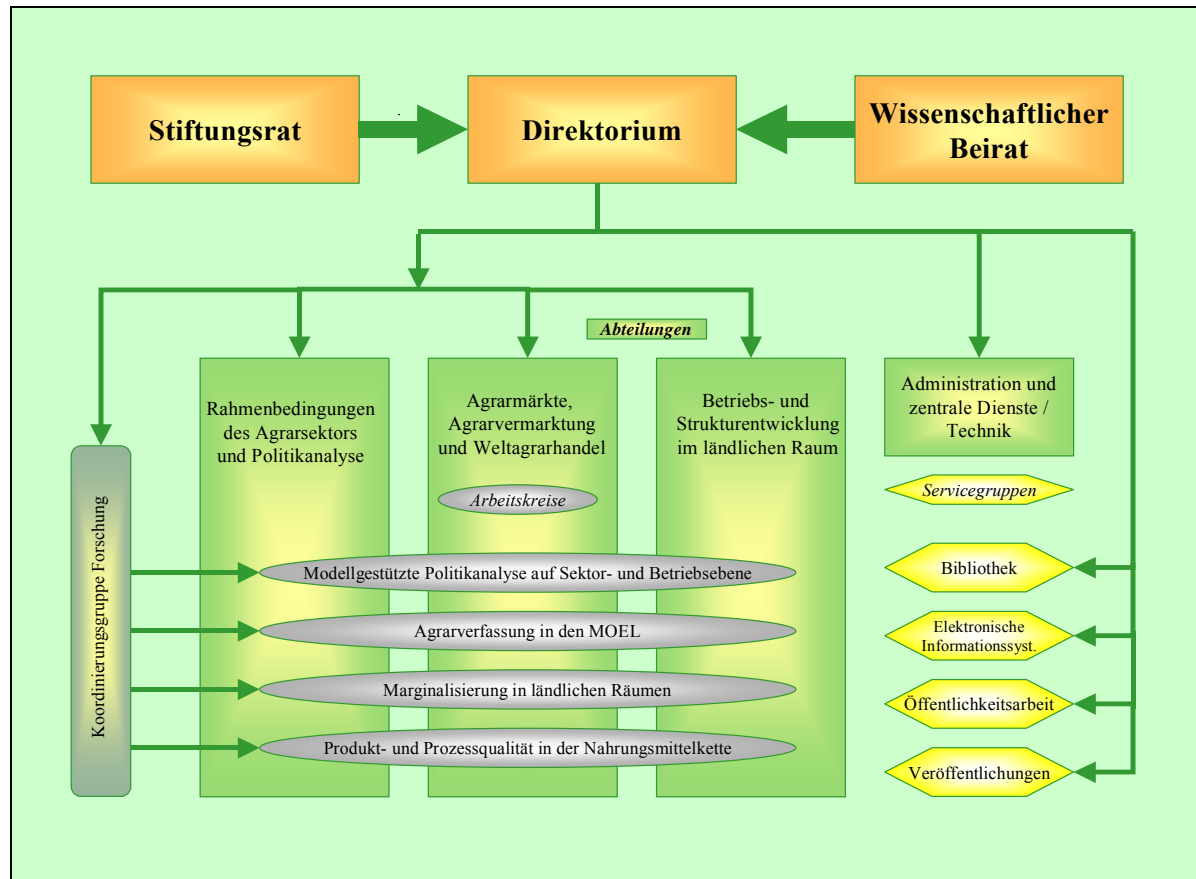 Stiftungsrat
Direktorium
Wissenschaftlicher
Beirat
Abteilungen
Rahmenbedingungen
des Agrarsektors
und Politikanalyse
Agrarmärkte,
Agrarvermarktung
und Weltagrarhandel
Betriebs- und
Strukturentwicklung
im ländlichen Raum
Administration und
zentrale Dienste /
Technik
Koordinierungsgruppe Forschung
Arbeitskreise
Modellgestützte Politikanalyse auf Sektor- und Betriebsebene
Agrarverfassung in den MOEL
Marginalisierung in ländlichen Räumen
Produkt- und Prozessqualität in der Nahrungsmittelkette
Servicegruppen
Bibliothek
Elektronische
Informationssyst.
Öffentlichkeitsarbeit
Veröffentlichungen